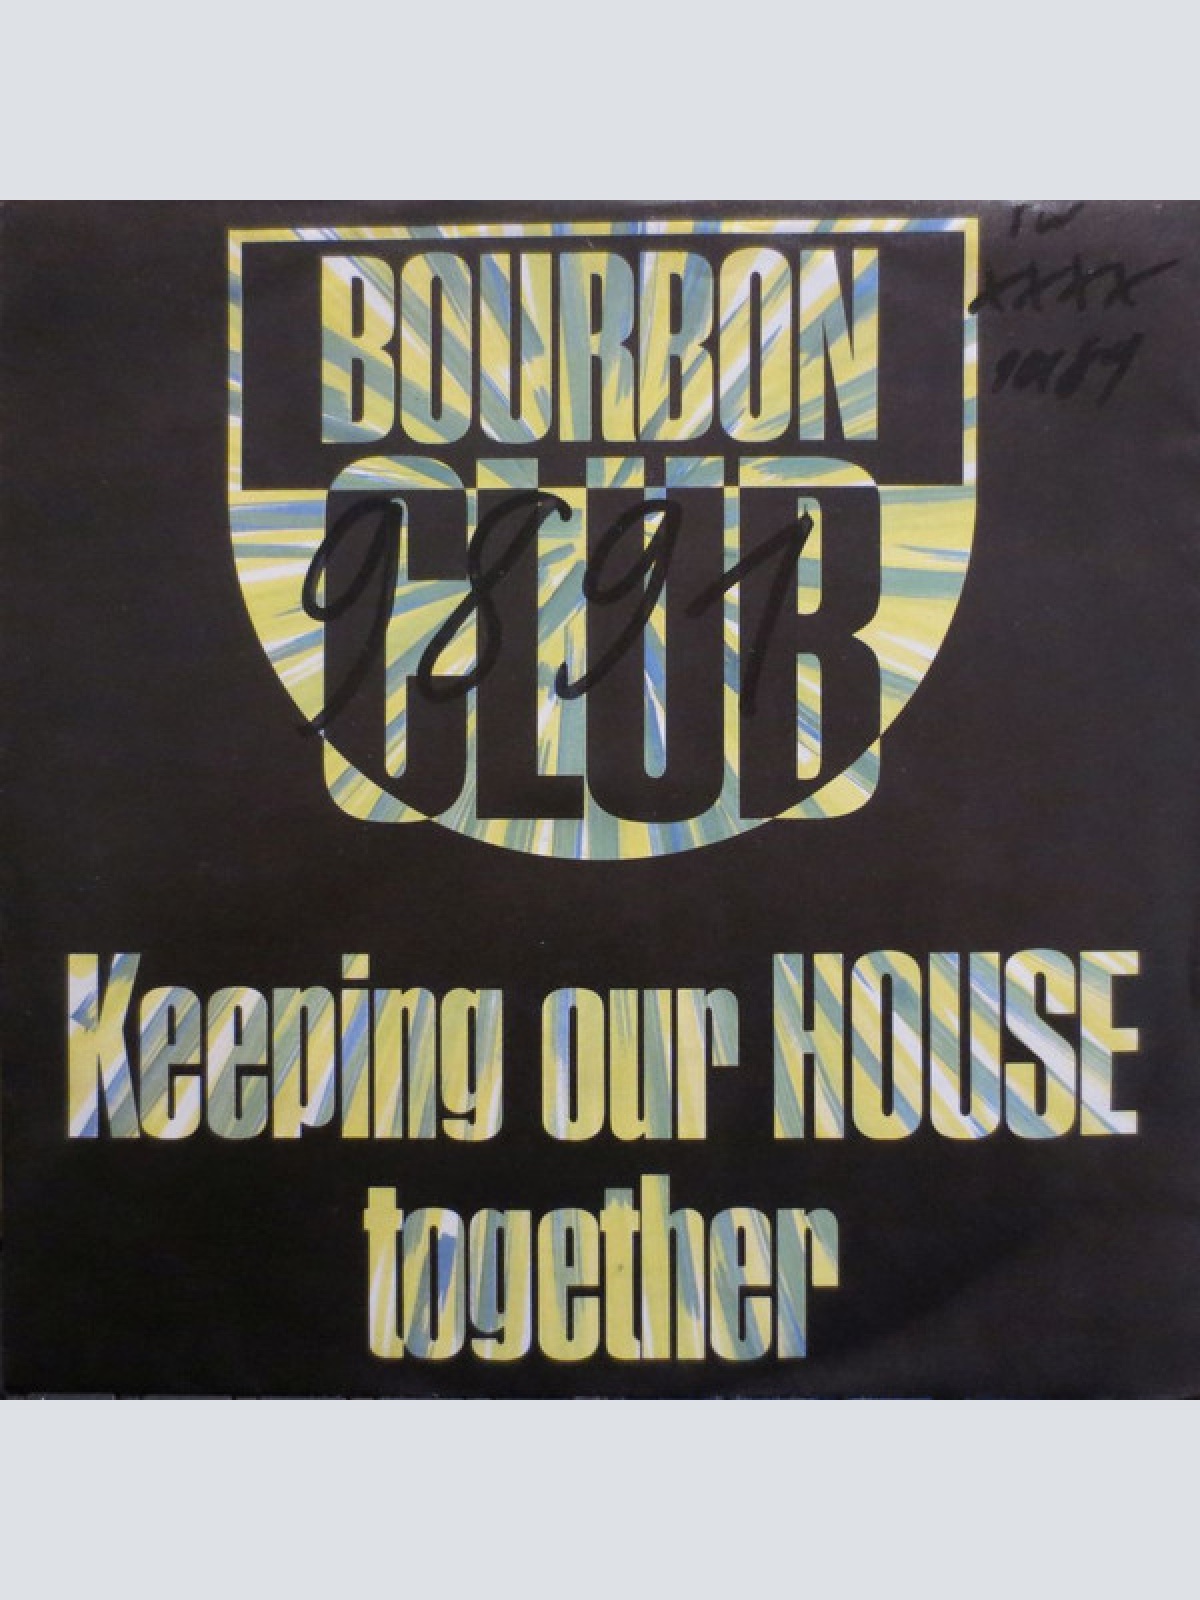 BOURBON
CLUB
9891
Keeping our HOUSE
together